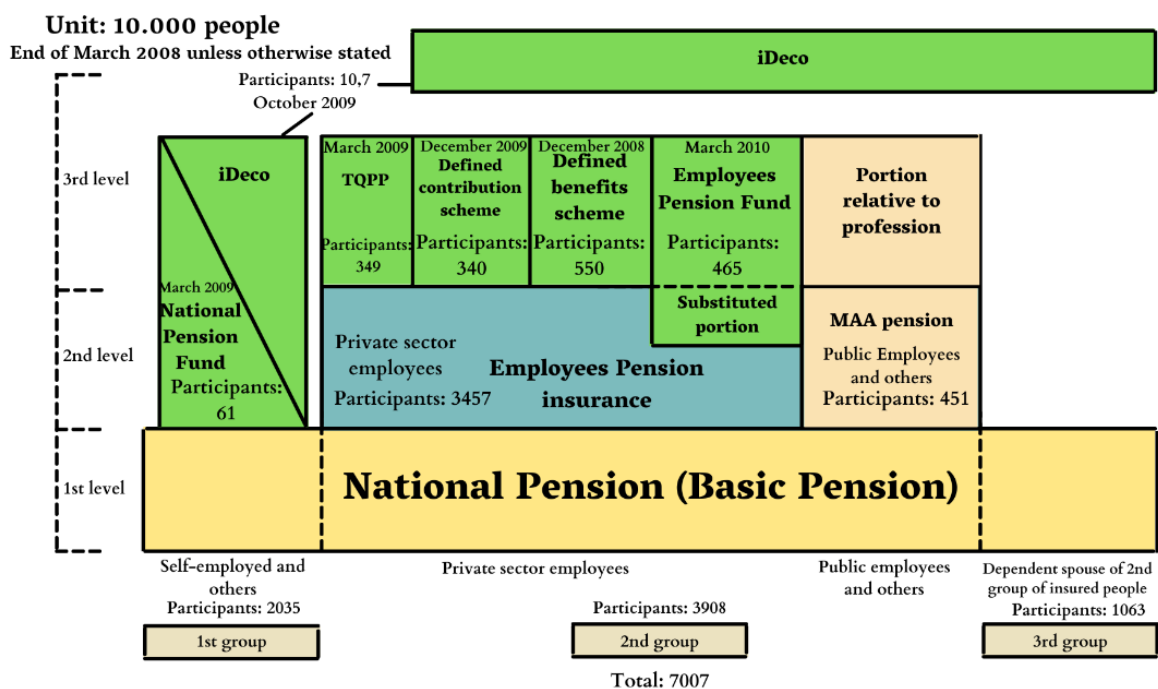 Unit: 10.000 people
End of March 2008 unless otherwise stated
Participants: 10,7
October 2009
iDeco
3rd level
2nd level
1st level
iDeco
March 2009
National
Pension
Fund
Participants:
61
March 2009
TQPP
Participants:
349
December 2009
Defined
contribution
scheme
Participants:
340
December 2008
Defined
benefits
scheme
Participants:
550
March 2010
Employees
Pension Fund
Participants:
465
Substituted
portion
Portion
relative to
profession
Private sector
employees
Participants: 3457
Employees Pension
insurance
MAA pension
Public Employees
and others
Participants: 451
National Pension (Basic Pension)
Self-employed and
others
Participants: 2035
1st group
Private sector employees
Public employees
and others
Participants: 3908
2nd group
Dependent spouse of 2nd
group of insured people
Participants: 1063
3rd group
Total: 7007